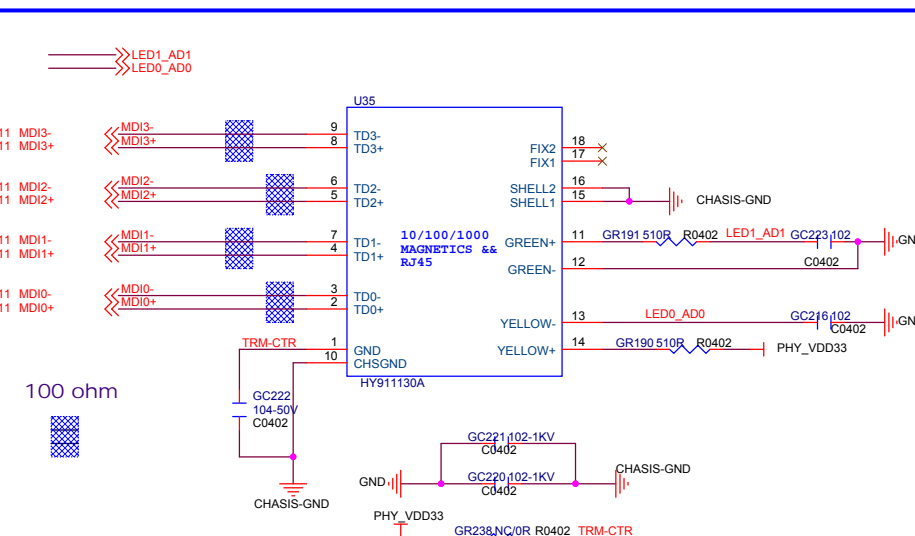 LED1_AD1
LED0_AD0
U35
11 MDI3- MDI3- 9 TD3-
11 MDI3+ MDI3+ 8 TD3+
FIX2 18
FIX1 17
11 MDI2- MDI2- 6 TD2-
11 MDI2+ MDI2+ 5 TD2+
SHELL2 16
SHELL1 15
CHASIS-GND
11 MDI1- MDI1- 7 TD1-
11 MDI1+ MDI1+ 4 TD1+
10/100/1000
MAGNETICS &&
RJ45
GREEN+ 11 GR191 510R R0402 LED1_AD1 GC223 102
C0402
GREEN- 12
11 MDI0- MDI0- 3 TD0-
11 MDI0+ MDI0+ 2 TD0+
YELLOW- 13 LED0_AD0 GC216 102
C0402
YELLOW+ 14 GR190 510R R0402 PHY_VDD33
TRM-CTR 1 GND
10 CHSGND
HY911130A
100 ohm
GC222
104-50V
C0402
CHASIS-GND
GC221 102-1KV
C0402
GND
GC220 102-1KV
C0402
CHASIS-GND
PHY_VDD33
GR238 NC/0R R0402 TRM-CTR